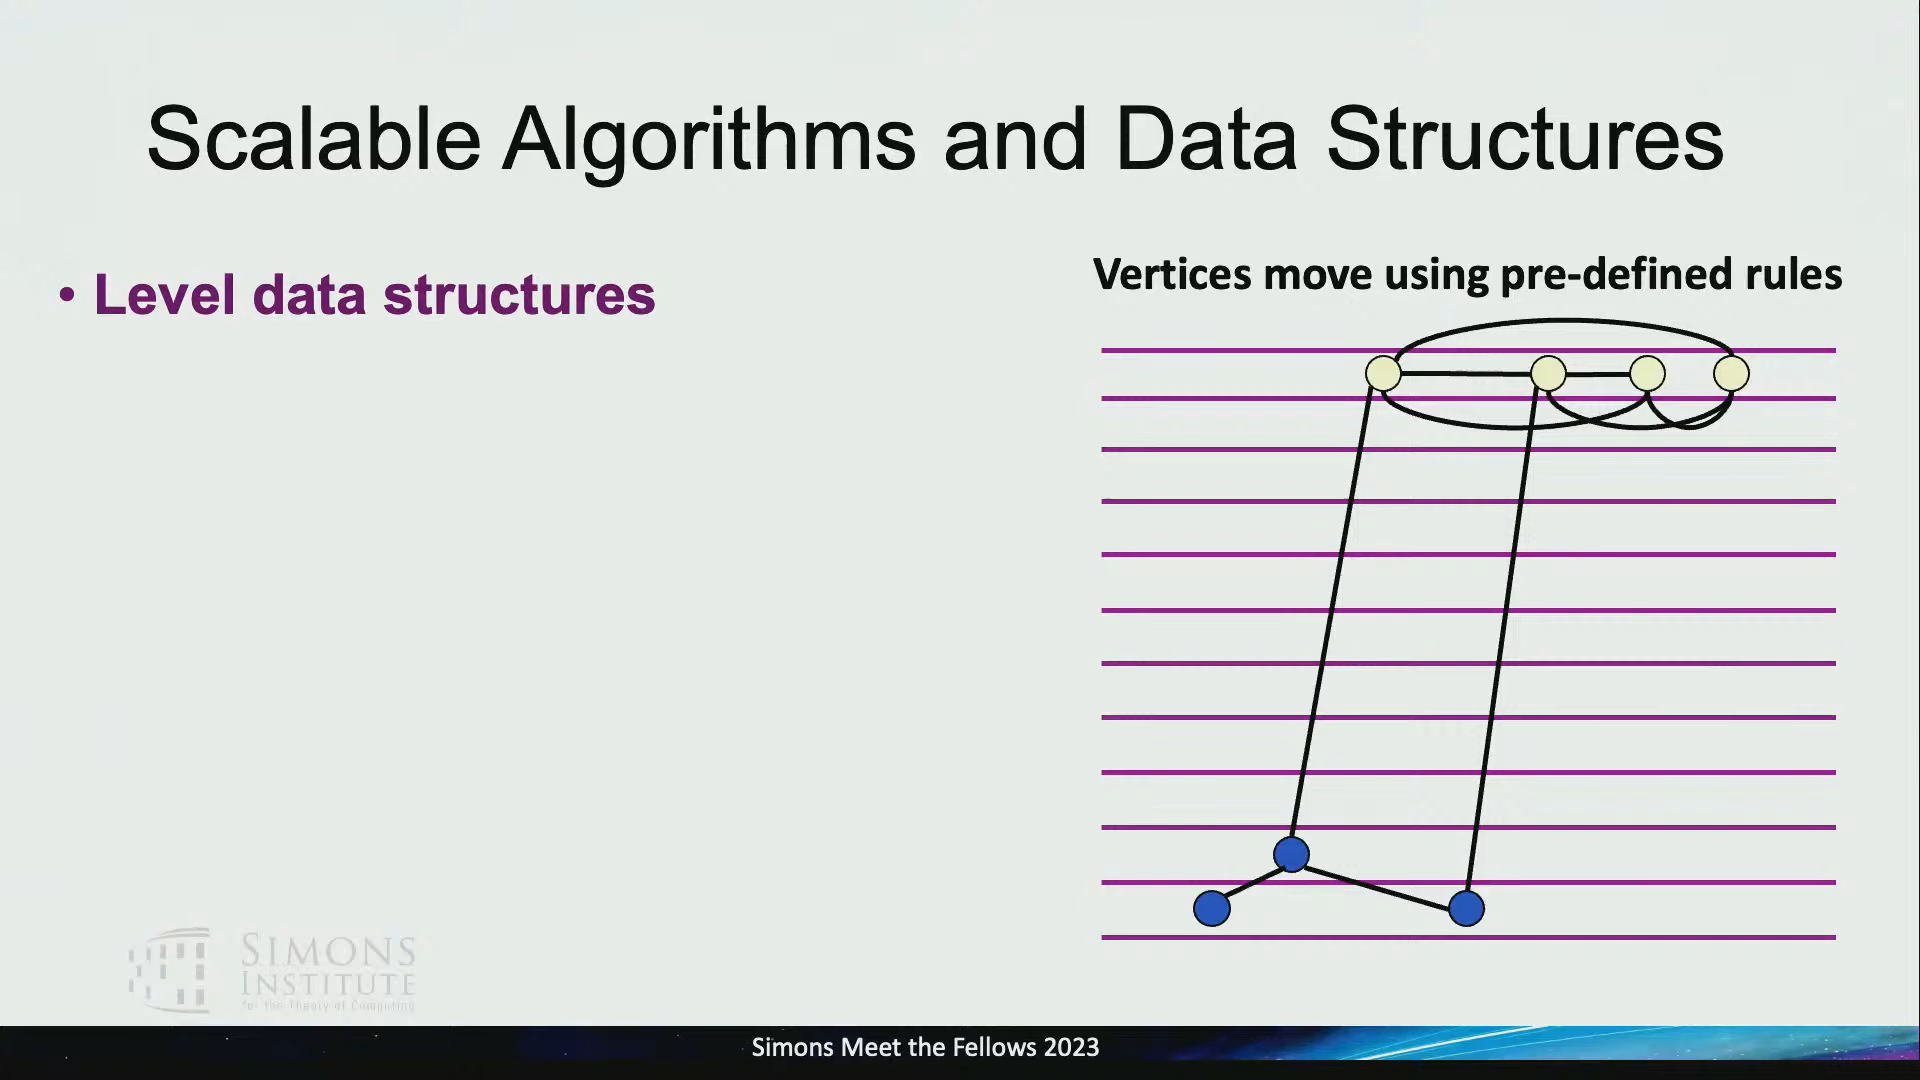 Scalable Algorithms and Data Structures
• Level data structures
Vertices move using pre-defined rules
SIMONS
INSTITUTE
for the Theory of Computing
Simons Meet the Fellows 2023